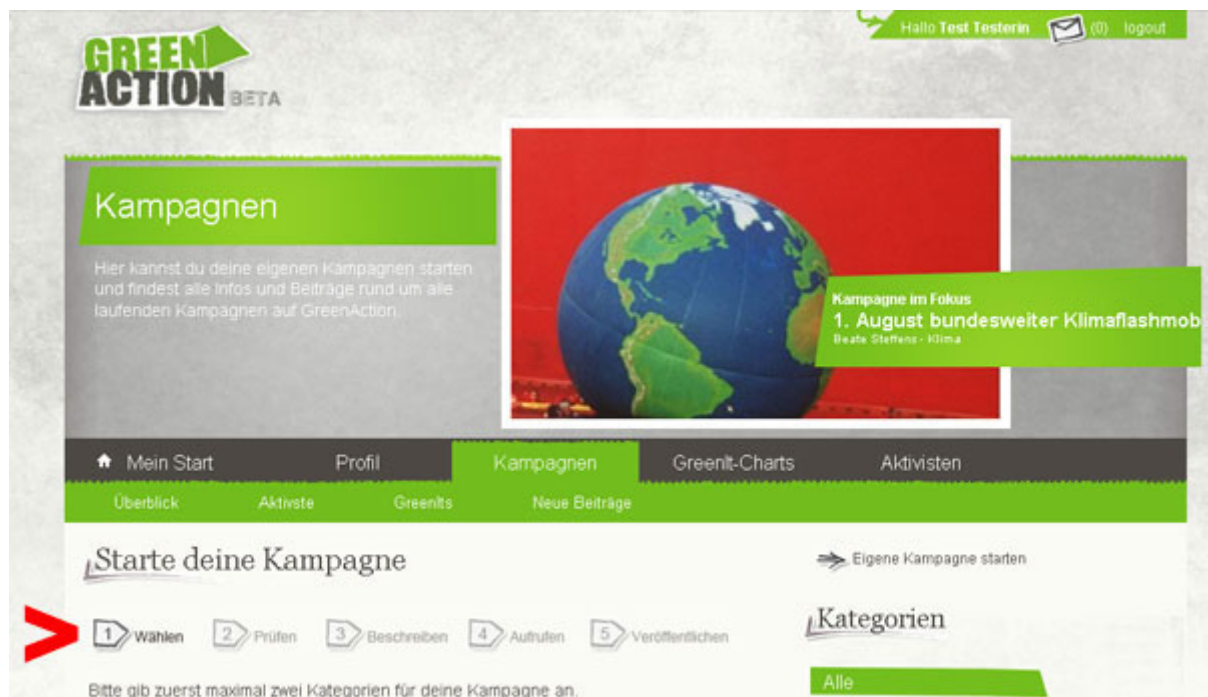 GREEN
ACTION BETA
Hallo Test Testerin (0) logout
Kampagnen
Hier kannst du deine eigenen Kampagnen starten
und findest alle Infos und Beiträge rund um alle
laufenden Kampagnen auf GreenAction.
Kampagne im Fokus
1. August bundesweiter Klimaflashmob
Beate Steffens - Klima
Mein Start Profil Kampagnen GreenIt-Charts Aktivisten
Überblick Aktivste GreenIts Neue Beiträge
Starte deine Kampagne
Eigene Kampagne starten
> 1 Wählen 2 Prüfen 3 Beschreiben 4 Aufrufen 5 Veröffentlichen
Kategorien
Alle
Bitte gib zuerst maximal zwei Kategorien für deine Kampagne an.